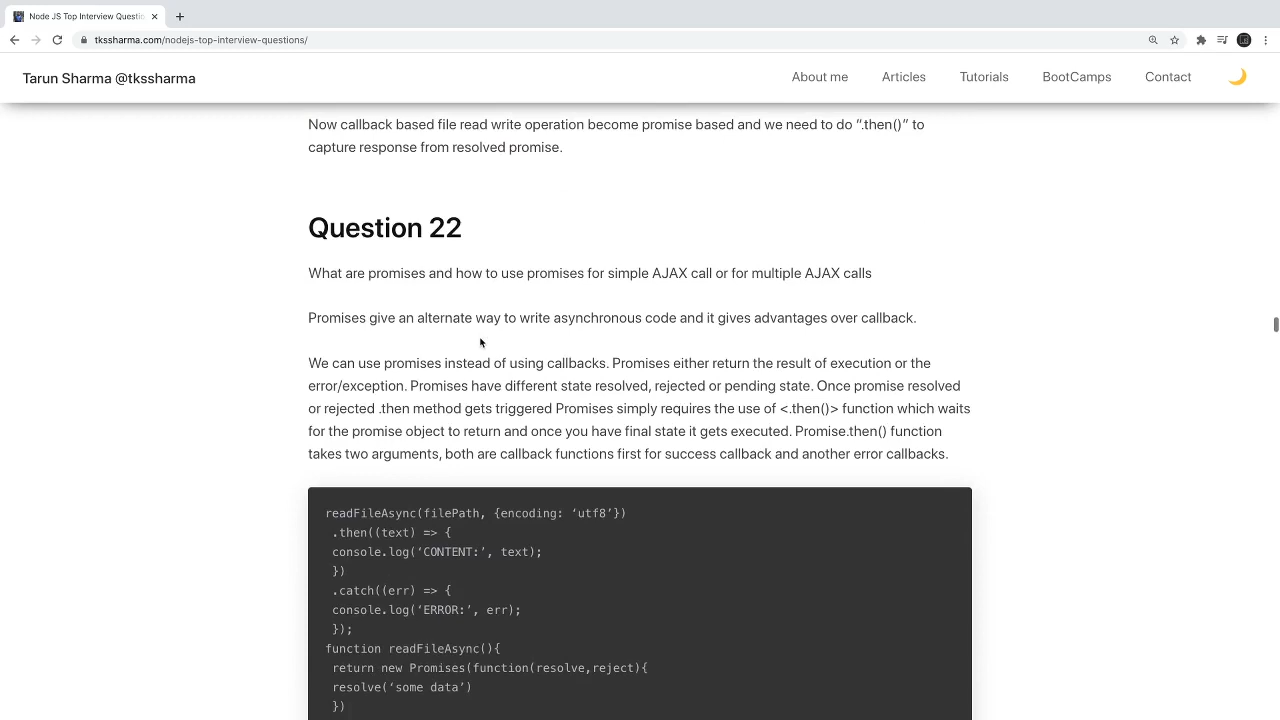 Node JS Top Interview Questio
tkssharma.com/nodejs-top-interview-questions/
Tarun Sharma @tkssharma
About me
Articles
Tutorials
BootCamps
Contact
Now callback based file read write operation become promise based and we need to do “.then()” to
capture response from resolved promise.
Question 22
What are promises and how to use promises for simple AJAX call or for multiple AJAX calls
Promises give an alternate way to write asynchronous code and it gives advantages over callback.
We can use promises instead of using callbacks. Promises either return the result of execution or the
error/exception. Promises have different state resolved, rejected or pending state. Once promise resolved
or rejected .then method gets triggered Promises simply requires the use of <.then()> function which waits
for the promise object to return and once you have final state it gets executed. Promise.then() function
takes two arguments, both are callback functions first for success callback and another error callbacks.
readFileAsync(filePath, {encoding: ‘utf8’})
.then((text) => {
console.log(‘CONTENT:’, text);
})
.catch((err) => {
console.log(‘ERROR:’, err);
});
function readFileAsync(){
return new Promises(function(resolve,reject){
resolve(‘some data’)
})